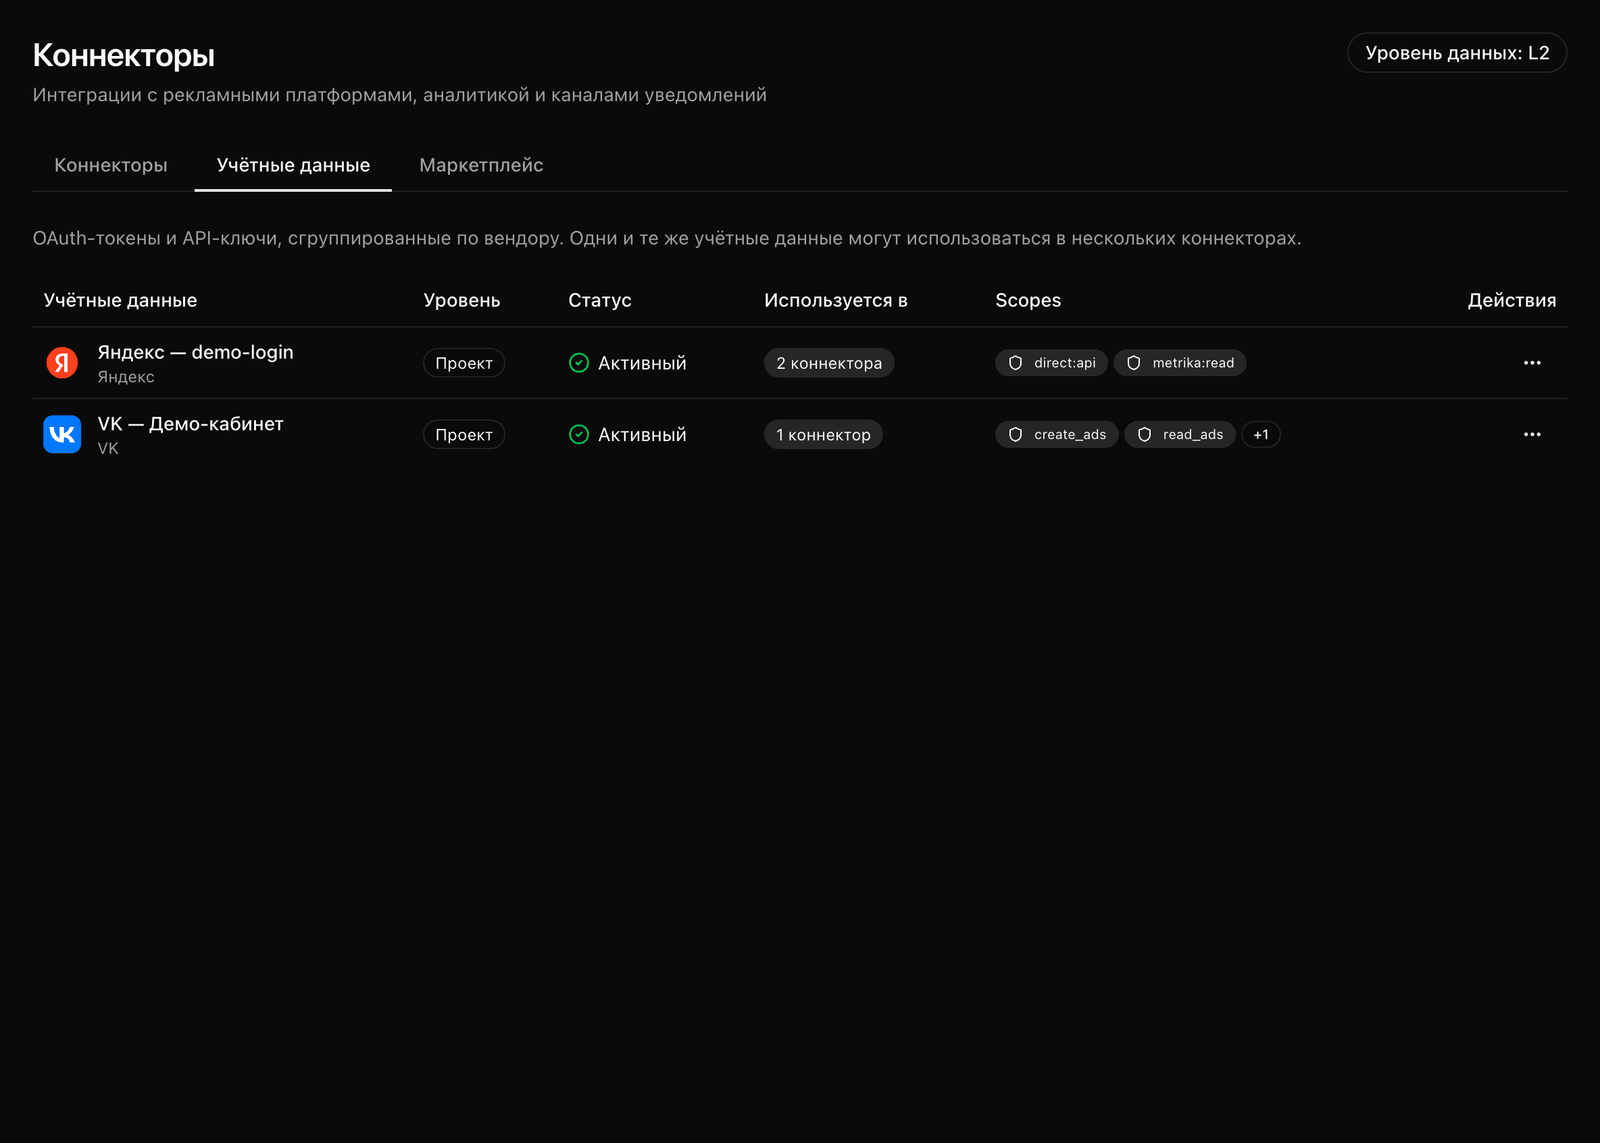 Коннекторы
Уровень данных: L2
Интеграции с рекламными платформами, аналитикой и каналами уведомлений
Коннекторы Учётные данные Маркетплейс
OAuth-токены и API-ключи, сгруппированные по вендору. Одни и те же учётные данные могут использоваться в нескольких коннекторах.
Учётные данные Уровень Статус Используется в Scopes Действия
Я Яндекс — demo-login
Яндекс
Проект Активный 2 коннектора direct:api metrika:read
VK VK — Демо-кабинет
VK
Проект Активный 1 коннектор create_ads read_ads +1